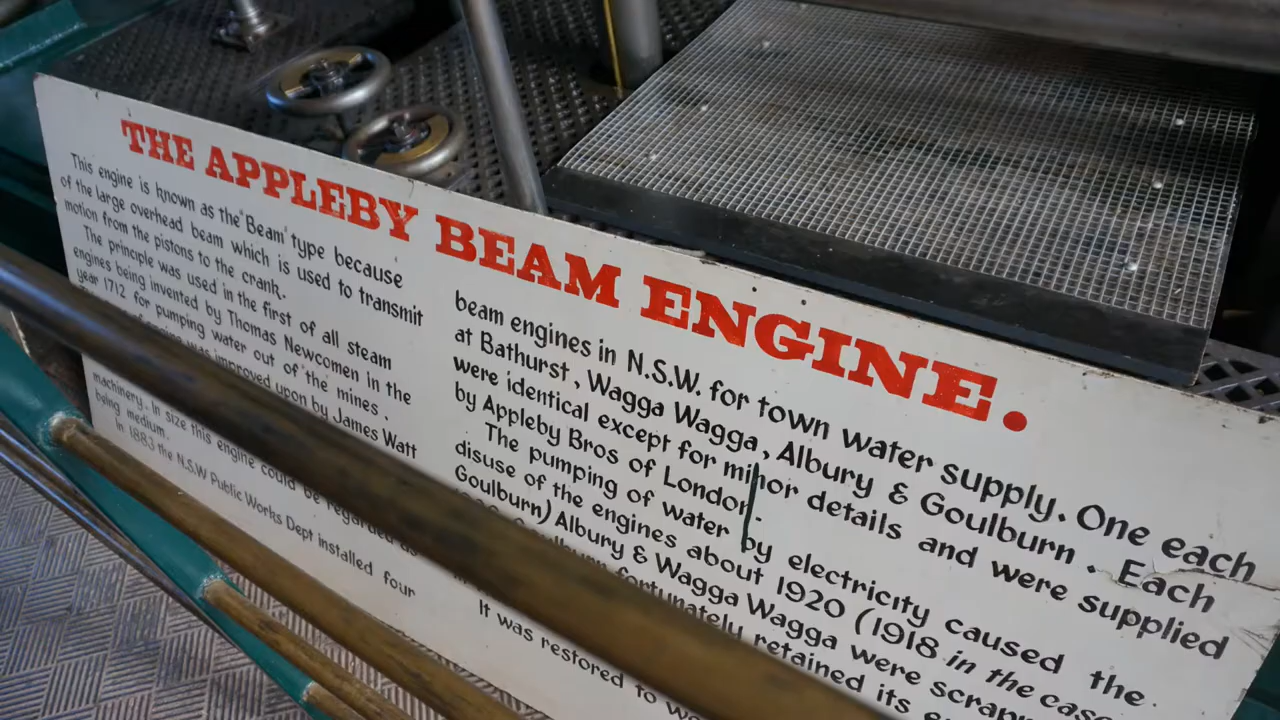 THE APPLEBY BEAM ENGINE.
This engine is known as the "Beam" type because
of the large overhead beam which is used to transmit
motion from the pistons to the crank.
The principle was used in the first of all steam
engines being invented by Thomas Newcomen in the
year 1712 for pumping water out of the mines.
was improved upon by James Watt
machinery. In size this engine could be regarded as
being medium.
In 1883 the N.S.W Public Works Dept installed four
beam engines in N.S.W. for town water supply. One each
at Bathurst, Wagga Wagga, Albury & Goulburn. Each
were identical except for minor details and were supplied
by Appleby Bros of London.
The pumping of water by electricity caused the
disuse of the engines about 1920 (1918 in the case
Goulburn) Albury & Wagga Wagga were
fortunately retained its
It was restored to